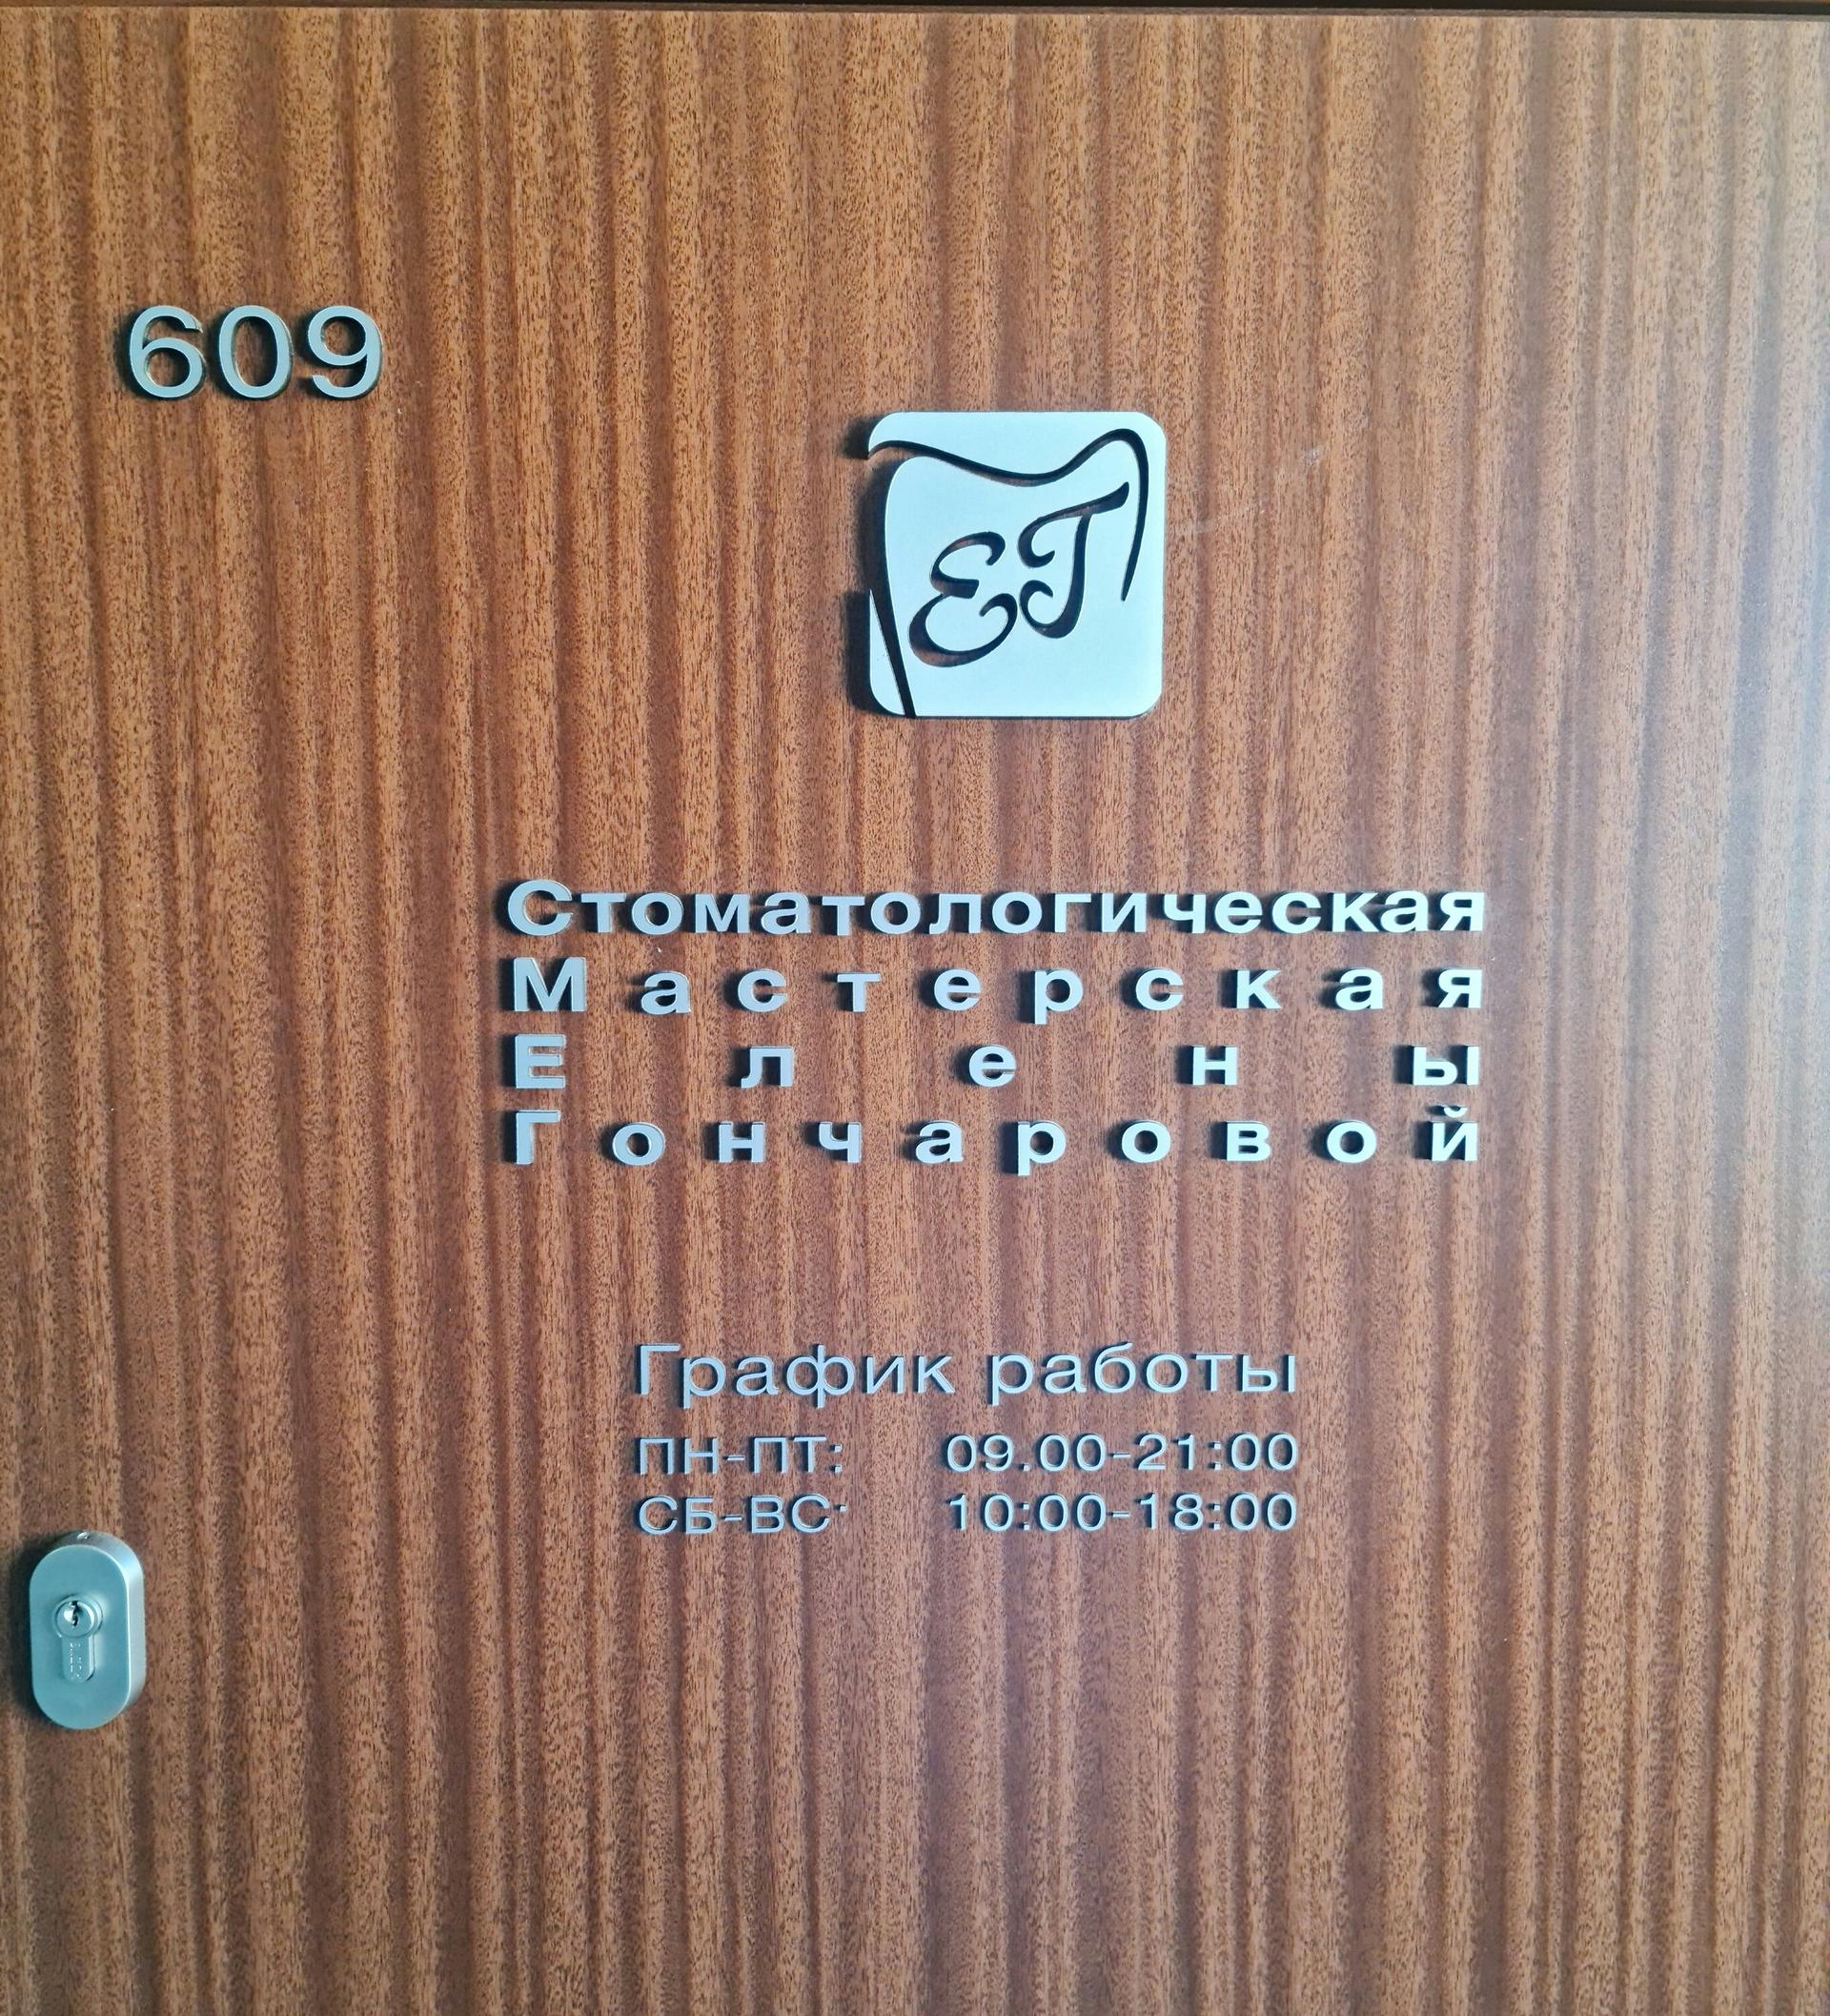 609
ЕГ
Стоматологическая
Мастерская
Елены
Гончаровой
График работы
ПН-ПТ: 09.00-21:00
СБ-ВС: 10:00-18:00